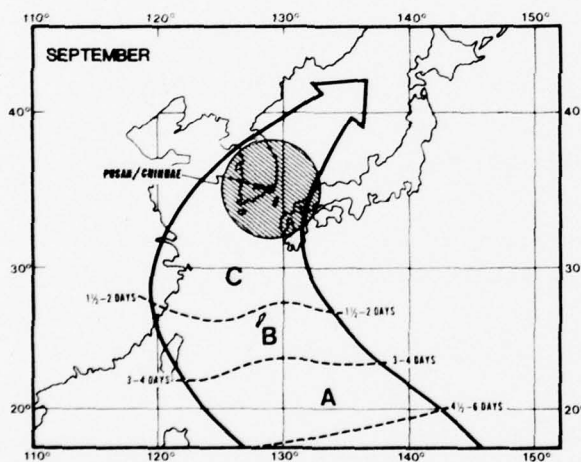 110° 120° 130° 140° 150°
SEPTEMBER
40° 40°
PUSAN/CHINHAE
30° 30°
C
1½-2 DAYS 1½-2 DAYS
B
3-4 DAYS 3-4 DAYS
A
4½-6 DAYS
20° 20°
110° 120° 130° 140° 150°